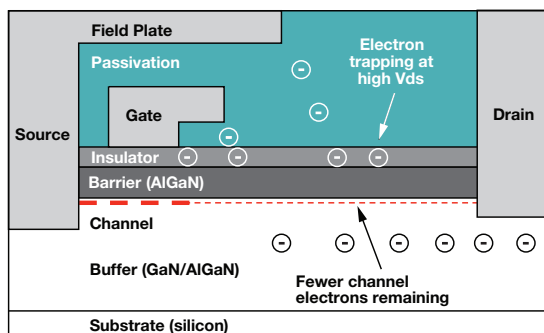 Field Plate
Electron
trapping at
high Vds
Passivation
Source
Gate
Drain
Insulator
Barrier (AlGaN)
Channel
Buffer (GaN/AlGaN)
Fewer channel
electrons remaining
Substrate (silicon)